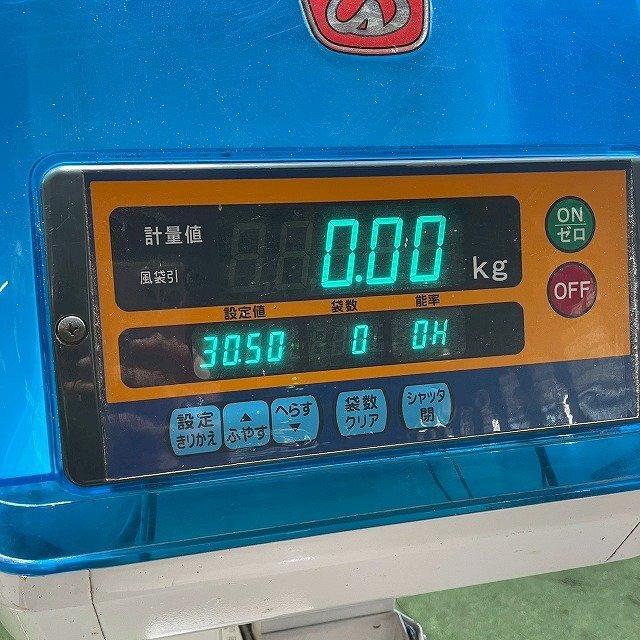 計量値
風袋引
0.00
kg
ON
ゼロ
OFF
設定値 袋数 能率
30.50 0 0H
設定
きりかえ
▲
ふやす
へらす
▼
袋数
クリア
シャッタ
閉